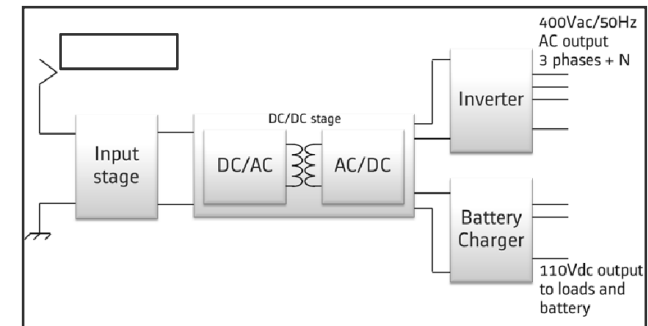 400Vac/50Hz
AC output
3 phases + N
Inverter
DC/DC stage
Input
stage
DC/AC
AC/DC
Battery
Charger
110Vdc output
to loads and
battery